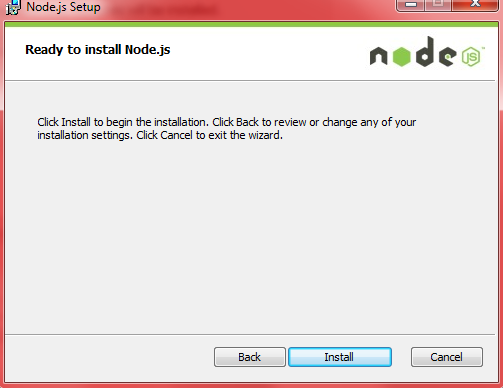 Node.js Setup
Ready to install Node.js
node
JS
Click Install to begin the installation. Click Back to review or change any of your
installation settings. Click Cancel to exit the wizard.
Back
Install
Cancel